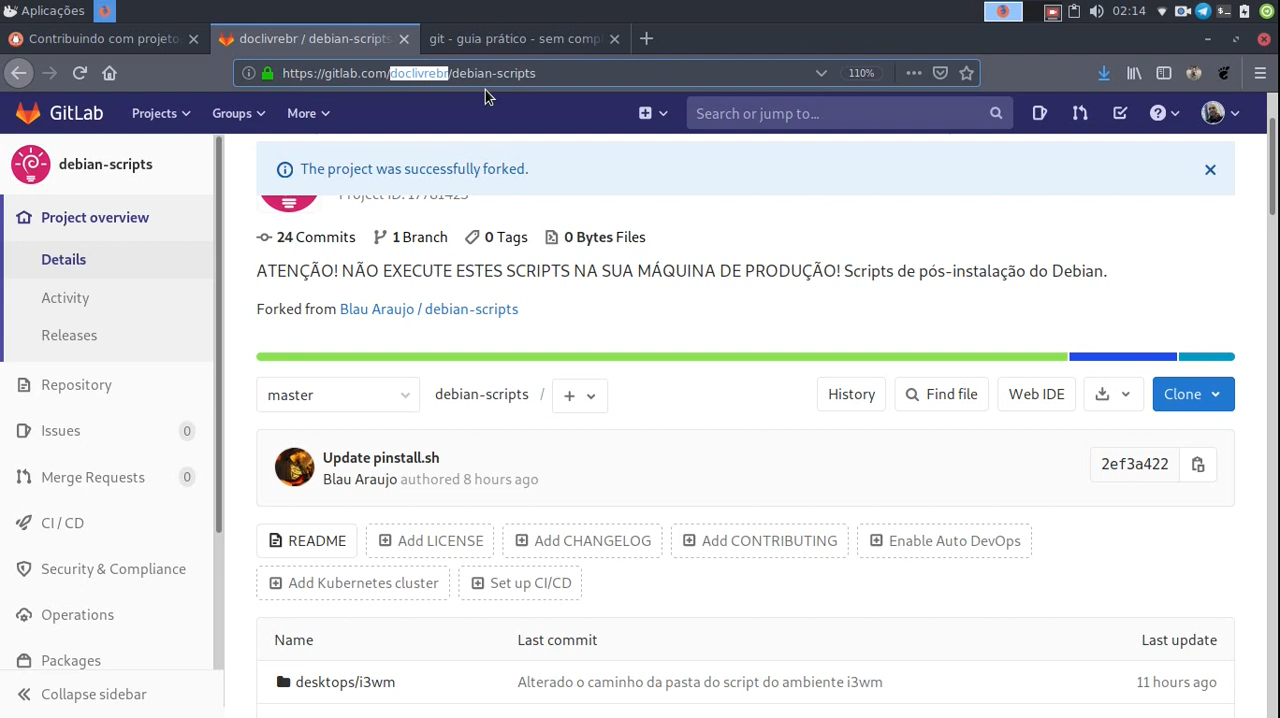 Aplicações
02:14
Contribuindo com projeto
doclivrebr / debian-scripts
git - guia prático - sem comp
https://gitlab.com/doclivrebr/debian-scripts
110%
GitLab
Projects
Groups
More
Search or jump to...
debian-scripts
The project was successfully forked.
Project ID: 17781423
Project overview
24 Commits
1 Branch
0 Tags
0 Bytes Files
Details
ATENÇÃO! NÃO EXECUTE ESTES SCRIPTS NA SUA MÁQUINA DE PRODUÇÃO! Scripts de pós-instalação do Debian.
Activity
Forked from Blau Araujo / debian-scripts
Releases
Repository
master
debian-scripts /
History
Find file
Web IDE
Clone
Issues 0
Update pinstall.sh
Blau Araujo authored 8 hours ago
2ef3a422
Merge Requests 0
CI / CD
README
Add LICENSE
Add CHANGELOG
Add CONTRIBUTING
Enable Auto DevOps
Security & Compliance
Add Kubernetes cluster
Set up CI/CD
Operations
Name
Last commit
Last update
Packages
desktops/i3wm
Alterado o caminho da pasta do script do ambiente i3wm
11 hours ago
Collapse sidebar